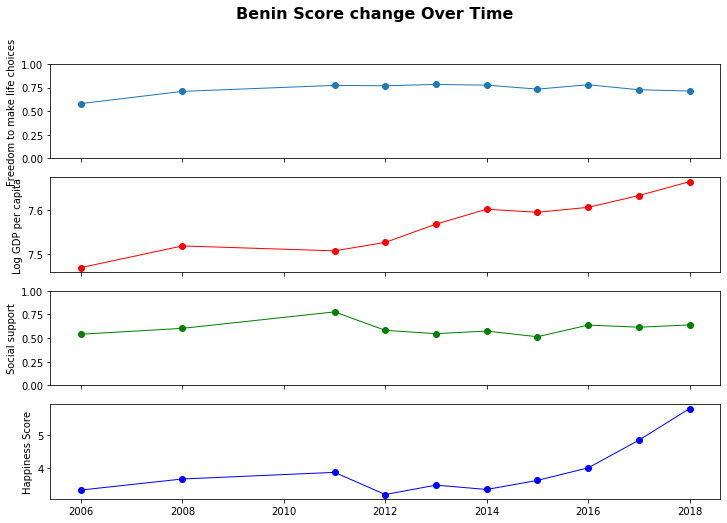 Benin Score change Over Time
Freedom to make life choices
1.00
0.75
0.50
0.25
0.00
Log GDP per capita
7.6
7.5
Social support
1.00
0.75
0.50
0.25
0.00
Happiness Score
5
4
2006 2008 2010 2012 2014 2016 2018